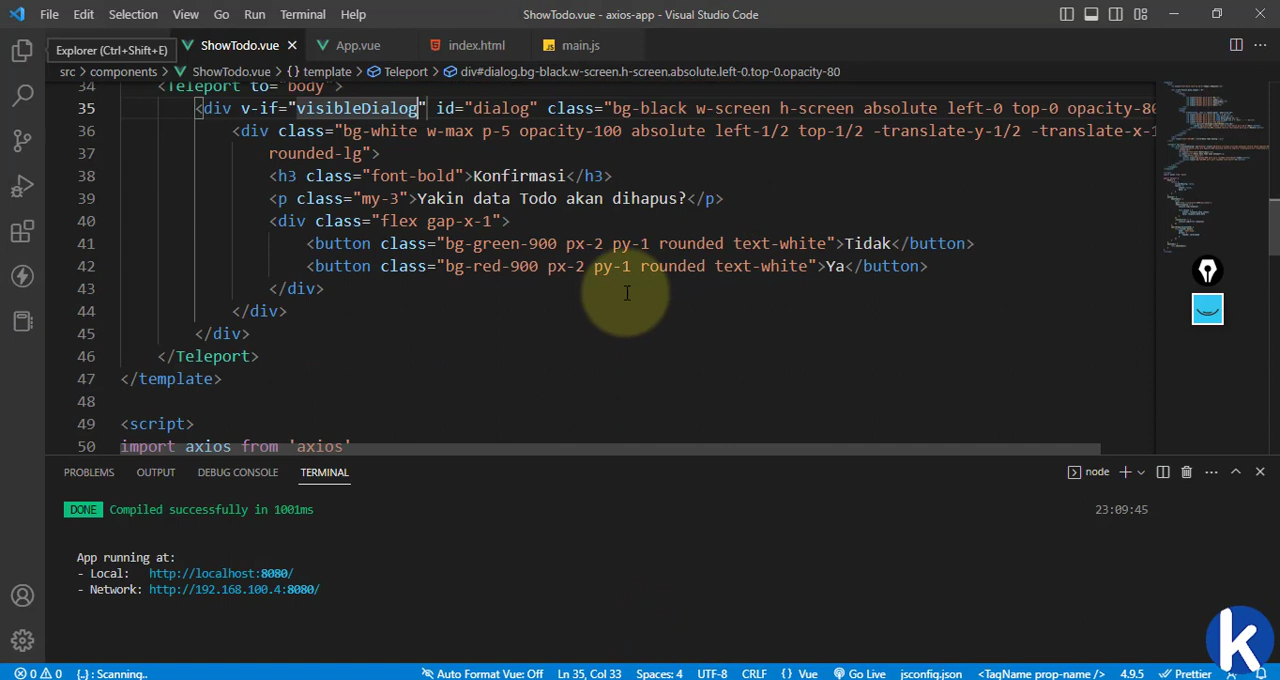 File Edit Selection View Go Run Terminal Help ShowTodo.vue - axios-app - Visual Studio Code
Explorer (Ctrl+Shift+E) ShowTodo.vue App.vue index.html main.js
src > components > ShowTodo.vue > {} template > Teleport > div#dialog.bg-black.w-screen.h-screen.absolute.left-0.top-0.opacity-80
34 <Teleport to="body">
35 <div v-if="visibleDialog" id="dialog" class="bg-black w-screen h-screen absolute left-0 top-0 opacity-80
36 <div class="bg-white w-max p-5 opacity-100 absolute left-1/2 top-1/2 -translate-y-1/2 -translate-x-1
37 rounded-lg">
38 <h3 class="font-bold">Konfirmasi</h3>
39 <p class="my-3">Yakin data Todo akan dihapus?</p>
40 <div class="flex gap-x-1">
41 <button class="bg-green-900 px-2 py-1 rounded text-white">Tidak</button>
42 <button class="bg-red-900 px-2 py-1 rounded text-white">Ya</button>
43 </div>
44 </div>
45 </div>
46 </Teleport>
47 </template>
48
49 <script>
50 import axios from 'axios'
PROBLEMS OUTPUT DEBUG CONSOLE TERMINAL node
DONE Compiled successfully in 1001ms 23:09:45
App running at:
- Local: http://localhost:8080/
- Network: http://192.168.100.4:8080/
k
0 0 {..} : Scanning.. Auto Format Vue: Off Ln 35, Col 33 Spaces: 4 UTF-8 CRLF {} Vue Go Live jsconfig.json <TagName prop-name /> 4.9.5 Prettier